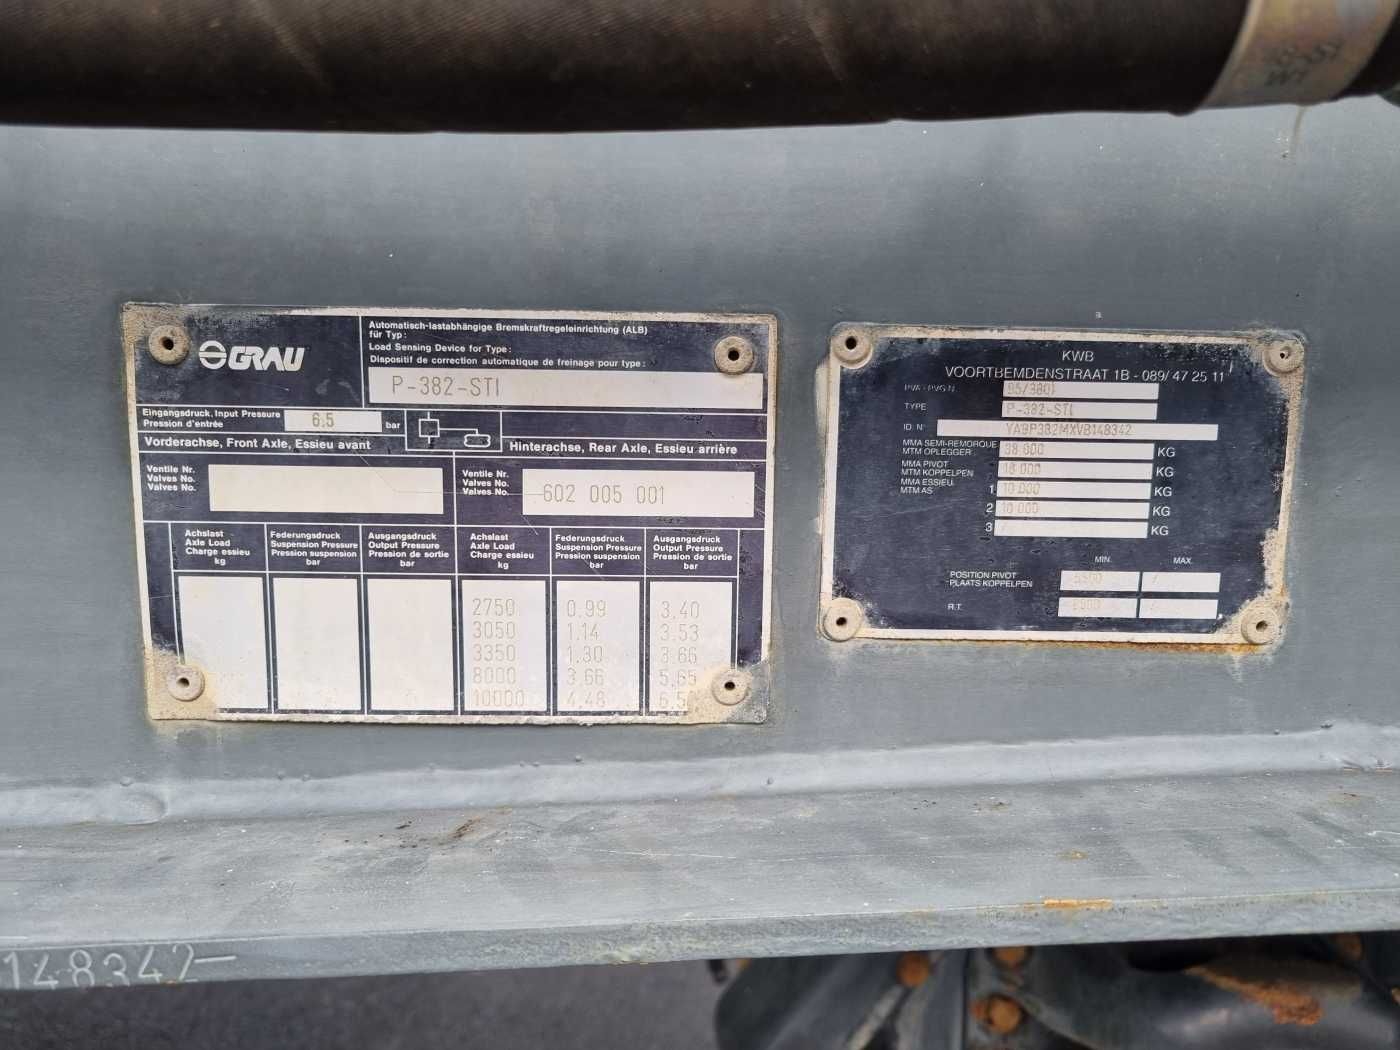 GRAU
Automatisch-lastabhängige Bremskraftregeleinrichtung (ALB)
für Typ:
Load Sensing Device for Type:
Dispositif de correction automatique de freinage pour type:
P-382-STI
Eingangsdruck, Input Pressure
Pression d'entrée
6,5 bar
Vorderachse, Front Axle, Essieu avant
Hinterachse, Rear Axle, Essieu arrière
Ventile Nr.
Valves No.
Valves No.
Ventile Nr.
Valves No.
Valves No.
602 005 001
Achslast
Axle Load
Charge essieu
kg
Federungsdruck
Suspension Pressure
Pression suspension
bar
Ausgangsdruck
Output Pressure
Pression de sortie
bar
Achslast
Axle Load
Charge essieu
kg
Federungsdruck
Suspension Pressure
Pression suspension
bar
Ausgangsdruck
Output Pressure
Pression de sortie
bar
2750 0.99 3,40
3050 1.14 3,53
3350 1.30 3,66
8000 3.66 5,65
10000 4.48
KWB
VOORTBEMDENSTRAAT 1B - 089/ 47 25 11
PVA - PVG N.
TYPE P-382-STI
ID. N°
MMA SEMI-REMORQUE
MTM OPLEGGER 38 000 KG
MMA PIVOT
MTM KOPPELPEN 18 000 KG
MMA ESSIEU
MTM AS 1 10 000 KG
2 10 000 KG
3 / KG
MIN. MAX.
POSITION PIVOT
PLAATS KOPPELPEN /
R.T. /
148342-